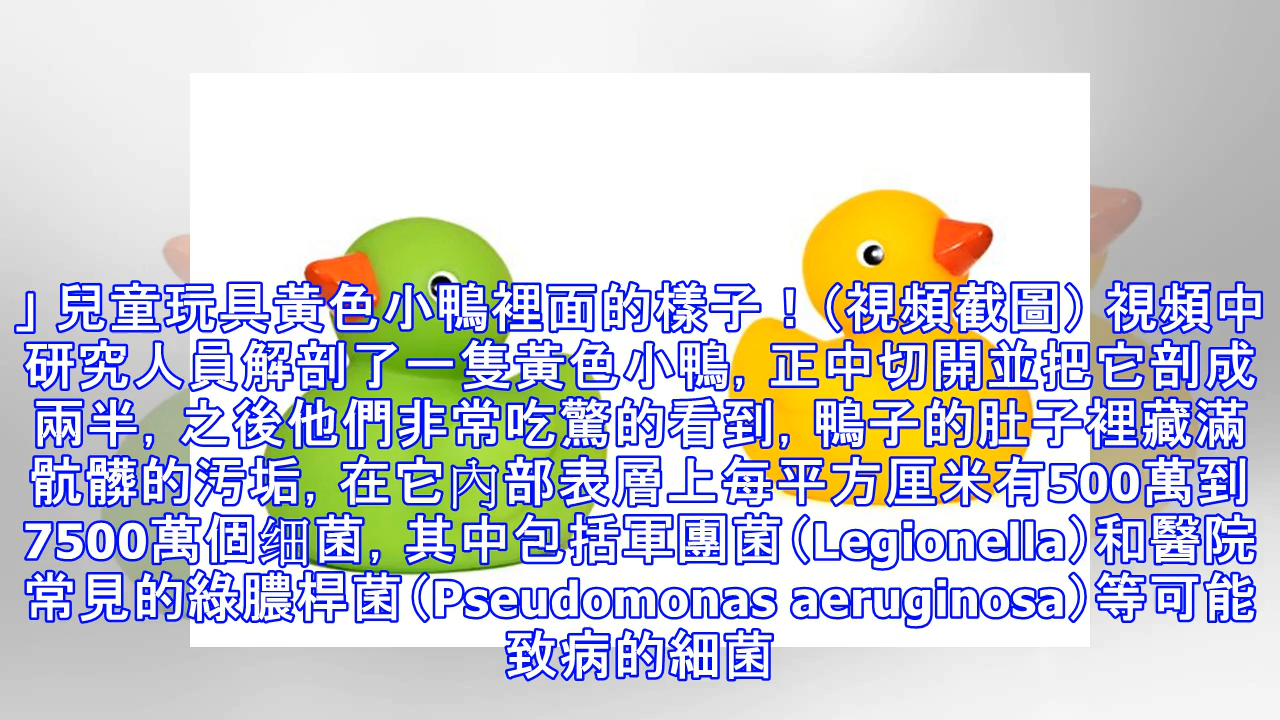 」兒童玩具黃色小鴨裡面的樣子！（視頻截圖）視頻中
研究人員解剖了一隻黃色小鴨, 正中切開並把它剖成
兩半, 之後他們非常吃驚的看到, 鴨子的肚子裡藏滿
骯髒的汚垢, 在它內部表層上每平方厘米有500萬到
7500萬個细菌, 其中包括軍團菌（Legionella）和醫院
常見的綠膿桿菌（Pseudomonas aeruginosa）等可能
致病的細菌